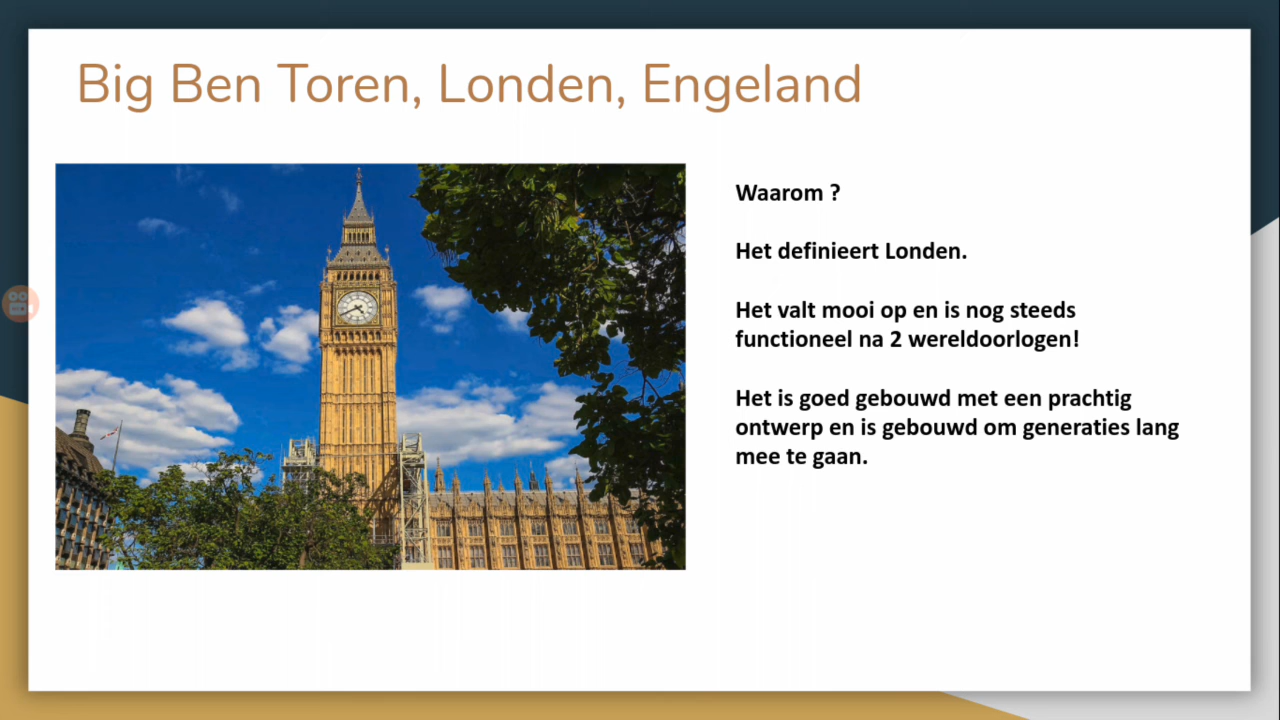 Big Ben Toren, Londen, Engeland
Waarom ?
Het definieert Londen.
Het valt mooi op en is nog steeds
functioneel na 2 wereldoorlogen!
Het is goed gebouwd met een prachtig
ontwerp en is gebouwd om generaties lang
mee te gaan.